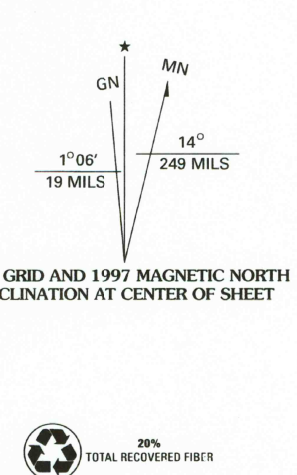 ★
GN
MN
1°06'
19 MILS
14°
249 MILS
GRID AND 1997 MAGNETIC NORTH
CLINATION AT CENTER OF SHEET
20%
TOTAL RECOVERED FIBER